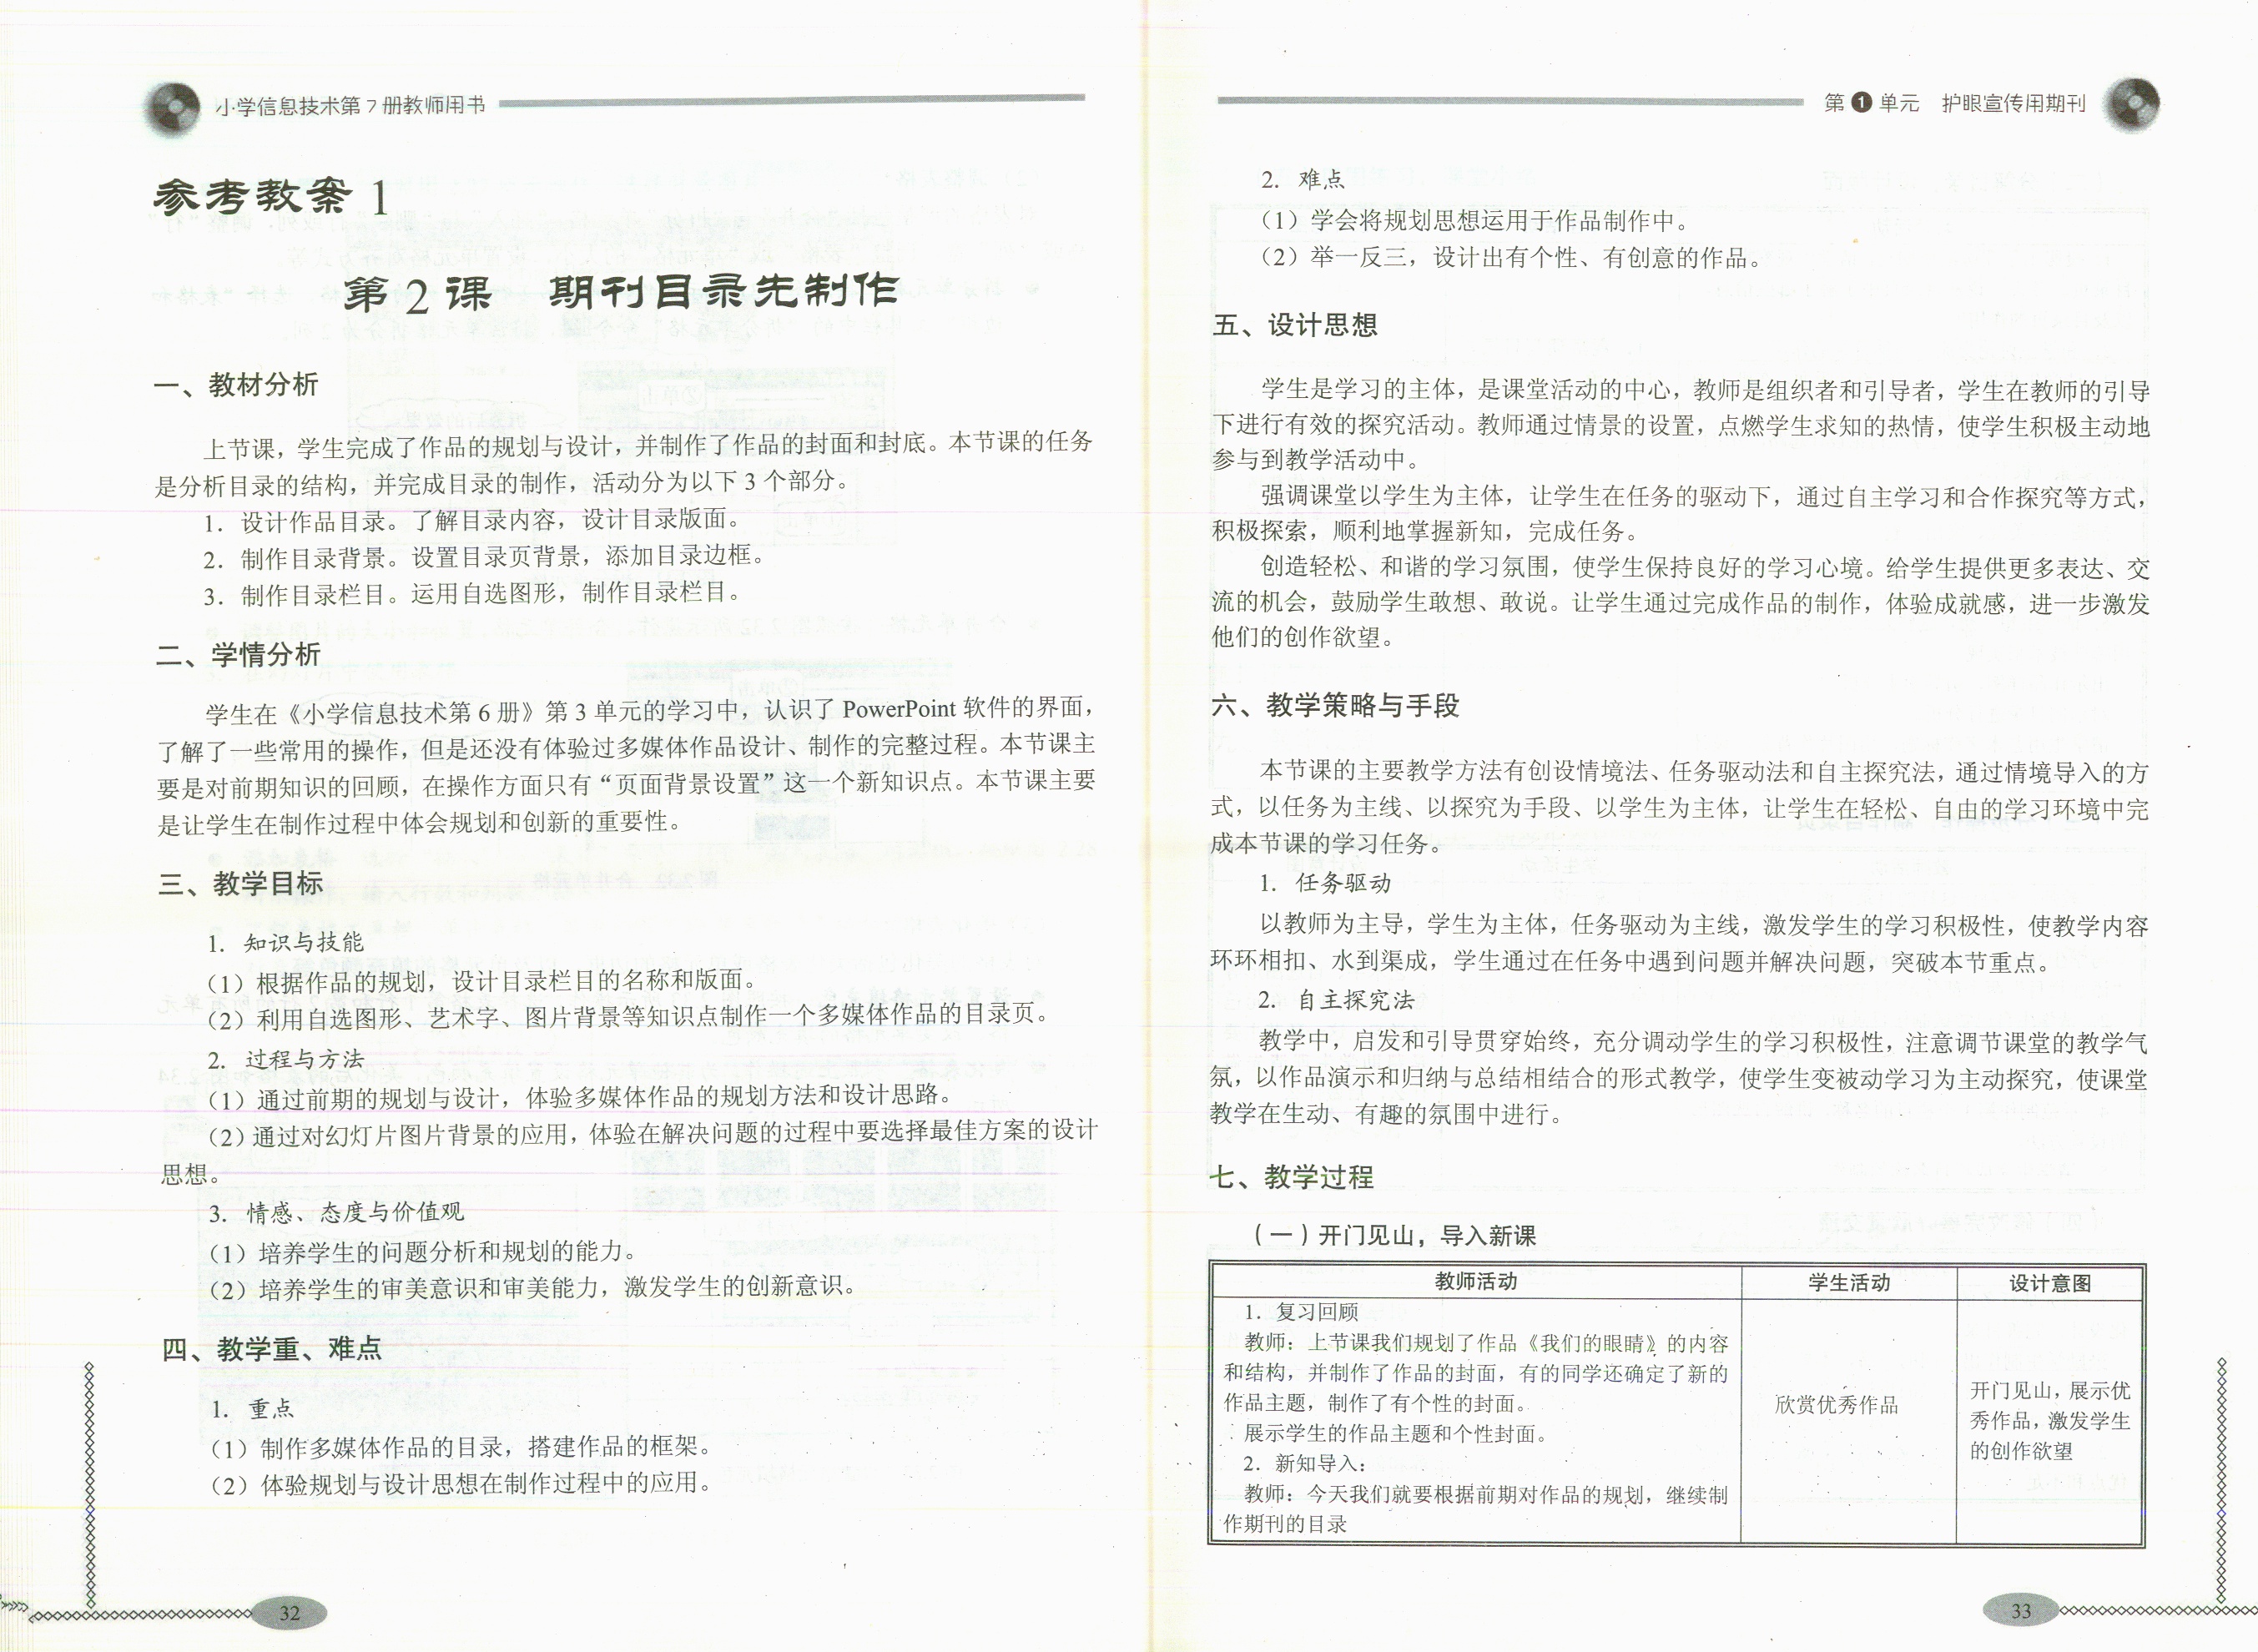 小学信息技术第7册教师用书
参考教案1
第2课 期刊目录先制作
一、教材分析
上节课，学生完成了作品的规划与设计，并制作了作品的封面和封底。本节课的任务
是分析目录的结构，并完成目录的制作，活动分为以下3个部分。
1. 设计作品目录。了解目录内容，设计目录版面。
2. 制作目录背景。设置目录页背景，添加目录边框。
3. 制作目录栏目。运用自选图形，制作目录栏目。
二、学情分析
学生在《小学信息技术第6册》第3单元的学习中，认识了PowerPoint软件的界面，
了解了一些常用的操作，但是还没有体验过多媒体作品设计、制作的完整过程。本节课主
要是对前期知识的回顾，在操作方面只有“页面背景设置”这一个新知识点。本节课主要
是让学生在制作过程中体会规划和创新的重要性。
三、教学目标
1. 知识与技能
（1）根据作品的规划，设计目录栏目的名称和版面。
（2）利用自选图形、艺术字、图片背景等知识点制作一个多媒体作品的目录页。
2. 过程与方法
（1）通过前期的规划与设计，体验多媒体作品的规划方法和设计思路。
（2）通过对幻灯片图片背景的应用，体验在解决问题的过程中要选择最佳方案的设计
思想。
3. 情感、态度与价值观
（1）培养学生的问题分析和规划的能力。
（2）培养学生的审美意识和审美能力，激发学生的创新意识。
四、教学重、难点
1. 重点
（1）制作多媒体作品的目录，搭建作品的框架。
（2）体验规划与设计思想在制作过程中的应用。
32
第1单元 护眼宣传用期刊
2. 难点
（1）学会将规划思想运用于作品制作中。
（2）举一反三，设计出有个性、有创意的作品。
五、设计思想
学生是学习的主体，是课堂活动的中心，教师是组织者和引导者，学生在教师的引导
下进行有效的探究活动。教师通过情景的设置，点燃学生求知的热情，使学生积极主动地
参与到教学活动中。
强调课堂以学生为主体，让学生在任务的驱动下，通过自主学习和合作探究等方式，
积极探索，顺利地掌握新知，完成任务。
创造轻松、和谐的学习氛围，使学生保持良好的学习心境。给学生提供更多表达、交
流的机会，鼓励学生敢想、敢说。让学生通过完成作品的制作，体验成就感，进一步激发
他们的创作欲望。
六、教学策略与手段
本节课的主要教学方法有创设情境法、任务驱动法和自主探究法，通过情境导入的方
式，以任务为主线、以探究为手段、以学生为主体，让学生在轻松、自由的学习环境中完
成本节课的学习任务。
1. 任务驱动
以教师为主导，学生为主体，任务驱动为主线，激发学生的学习积极性，使教学内容
环环相扣、水到渠成，学生通过在任务中遇到问题并解决问题，突破本节重点。
2. 自主探究法
教学中，启发和引导贯穿始终，充分调动学生的学习积极性，注意调节课堂的教学气
氛，以作品演示和归纳与总结相结合的形式教学，使学生变被动学习为主动探究，使课堂
教学在生动、有趣的氛围中进行。
七、教学过程
（一）开门见山，导入新课
教师活动 学生活动 设计意图
1. 复习回顾
教师：上节课我们规划了作品《我们的眼睛》的内容
和结构，并制作了作品的封面，有的同学还确定了新的
作品主题，制作了有个性的封面。
展示学生的作品主题和个性封面。
2. 新知导入：
教师：今天我们就要根据前期对作品的规划，继续制
作期刊的目录
欣赏优秀作品
开门见山，展示优
秀作品，激发学生
的创作欲望
33